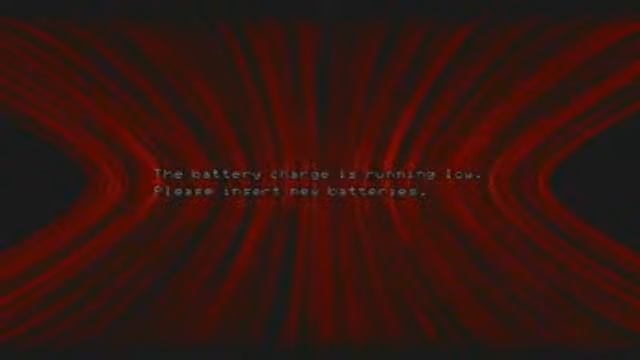 The battery charge is running low.
Please insert new batteries.